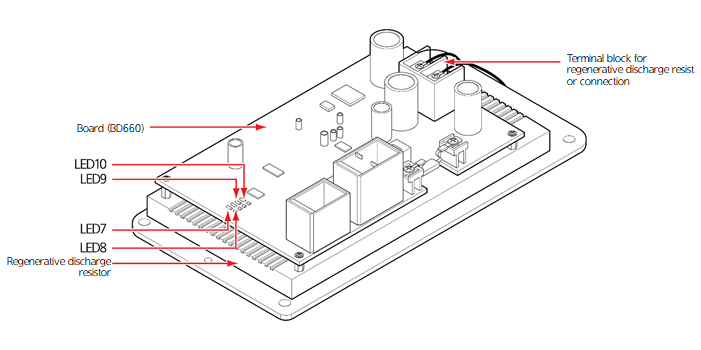 Terminal block for
regenerative discharge resist
or connection
Board (BD660)
LED10
LED9
LED7
LED8
Regenerative discharge
resistor